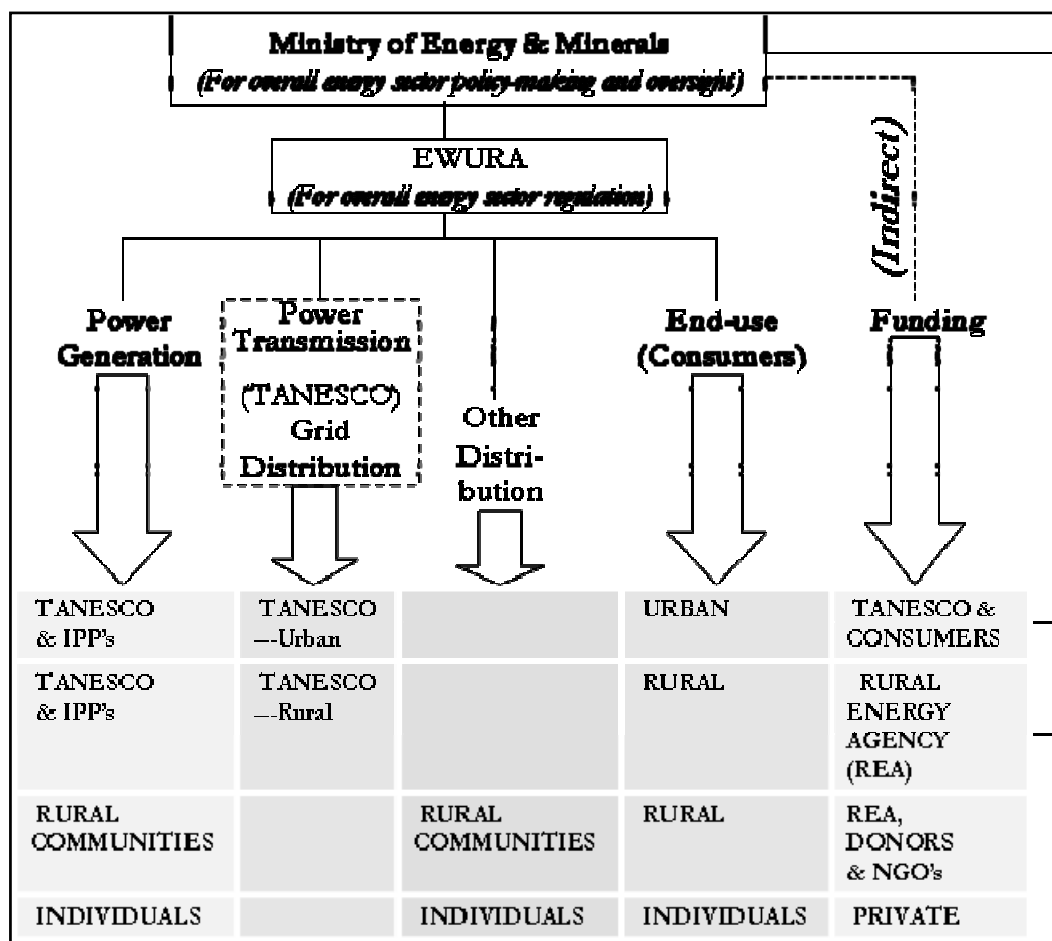 Ministry of Energy & Minerals
(For overall energy sector policy-making and oversight)
EWURA
(For overall energy sector regulation)
(Indirect)
Power
Generation
Power
Transmission
(TANESCO)
Grid
Distribution
Other
Distri-
bution
End-use
(Consumers)
Funding
TANESCO
& IPP's
TANESCO
---Urban
URBAN
TANESCO &
CONSUMERS
TANESCO
& IPP's
TANESCO
---Rural
RURAL
RURAL
ENERGY
AGENCY
(REA)
RURAL
COMMUNITIES
RURAL
COMMUNITIES
RURAL
REA,
DONORS
& NGO's
INDIVIDUALS
INDIVIDUALS
INDIVIDUALS
PRIVATE